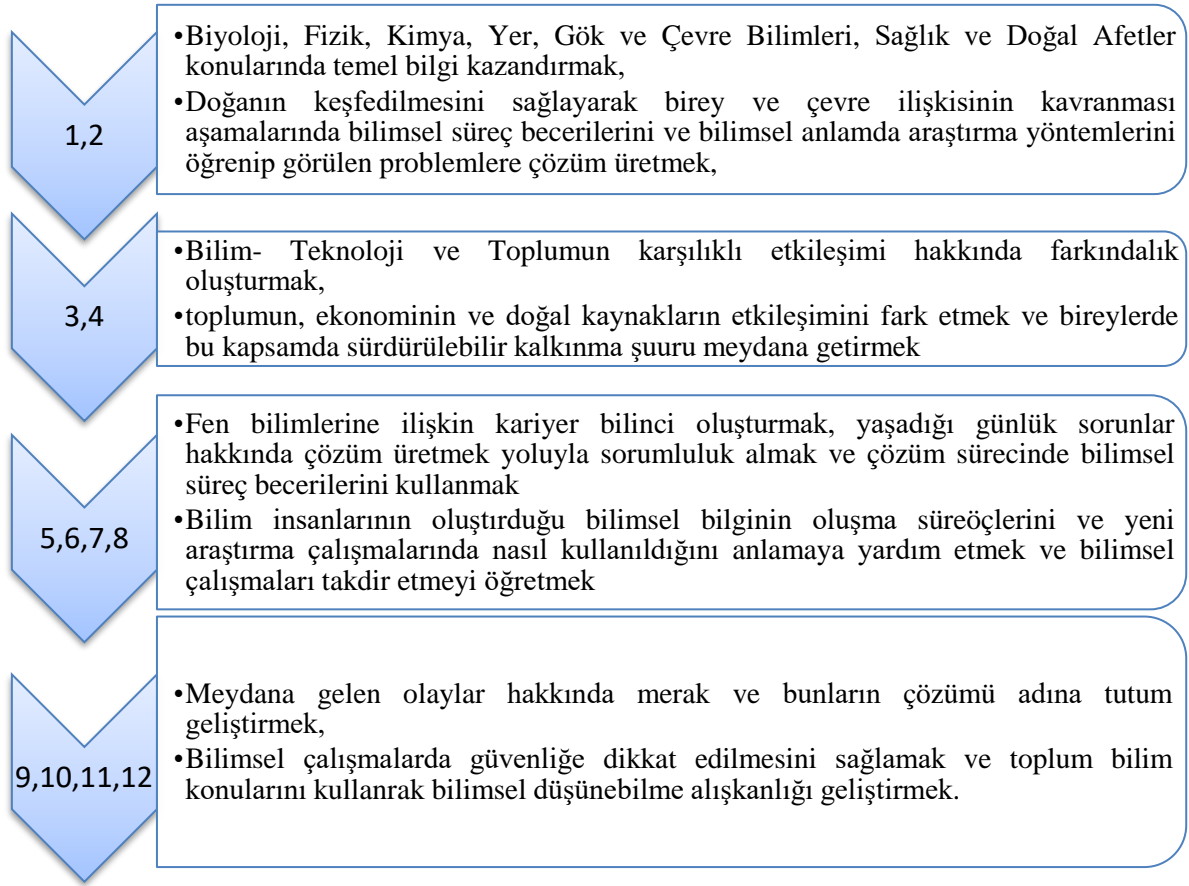 1,2
•Biyoloji, Fizik, Kimya, Yer, Gök ve Çevre Bilimleri, Sağlık ve Doğal Afetler
konularında temel bilgi kazandırmak,
•Doğanın keşfedilmesini sağlayarak birey ve çevre ilişkisinin kavranması
aşamalarında bilimsel süreç becerilerini ve bilimsel anlamda araştırma yöntemlerini
öğrenip görülen problemlere çözüm üretmek,
3,4
•Bilim- Teknoloji ve Toplumun karşılıklı etkileşimi hakkında farkındalık
oluşturmak,
•toplumun, ekonominin ve doğal kaynakların etkileşimini fark etmek ve bireylerde
bu kapsamda sürdürülebilir kalkınma şuuru meydana getirmek
5,6,7,8
•Fen bilimlerine ilişkin kariyer bilinci oluşturmak, yaşadığı günlük sorunlar
hakkında çözüm üretmek yoluyla sorumluluk almak ve çözüm sürecinde bilimsel
süreç becerilerini kullanmak
•Bilim insanlarının oluşturduğu bilimsel bilginin oluşma süreöçlerini ve yeni
araştırma çalışmalarında nasıl kullanıldığını anlamaya yardım etmek ve bilimsel
çalışmaları takdir etmeyi öğretmek
9,10,11,12
•Meydana gelen olaylar hakkında merak ve bunların çözümü adına tutum
geliştirmek,
•Bilimsel çalışmalarda güvenliğe dikkat edilmesini sağlamak ve toplum bilim
konularını kullanrak bilimsel düşünebilme alışkanlığı geliştirmek.